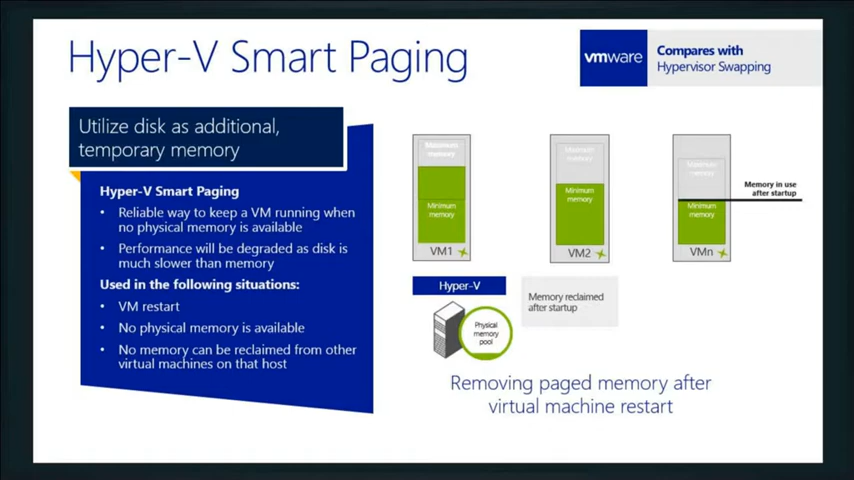 Hyper-V Smart Paging
vmware
Compares with
Hypervisor Swapping
Utilize disk as additional,
temporary memory
Hyper-V Smart Paging
• Reliable way to keep a VM running when
no physical memory is available
• Performance will be degraded as disk is
much slower than memory
Used in the following situations:
• VM restart
• No physical memory is available
• No memory can be reclaimed from other
virtual machines on that host
Maximum
memory
Minimum
memory
VM1
Maximum
memory
Minimum
memory
VM2
Maximum
memory
Minimum
memory
VMn
Memory in use
after startup
Hyper-V
Physical
memory
pool
Memory reclaimed
after startup
Removing paged memory after
virtual machine restart